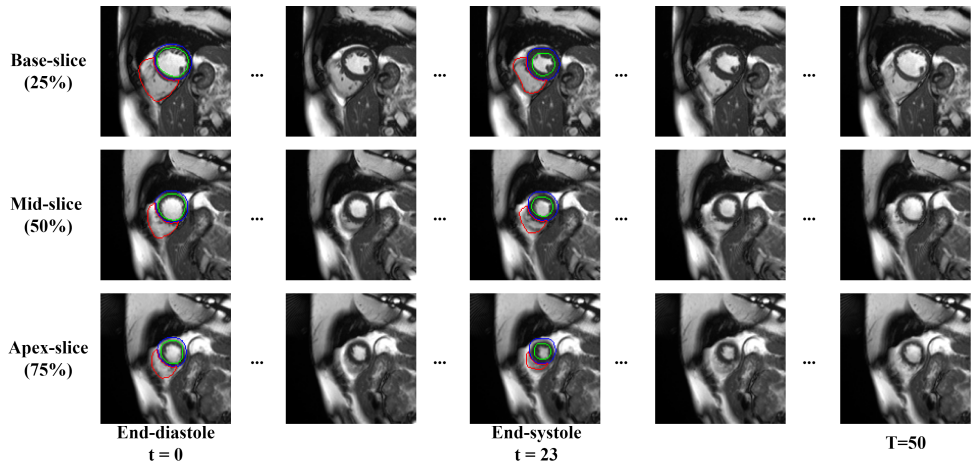 Base-slice
(25%)
... ... ... ...
Mid-slice
(50%)
... ... ... ...
Apex-slice
(75%)
... ... ... ...
End-diastole
t = 0
End-systole
t = 23
T=50